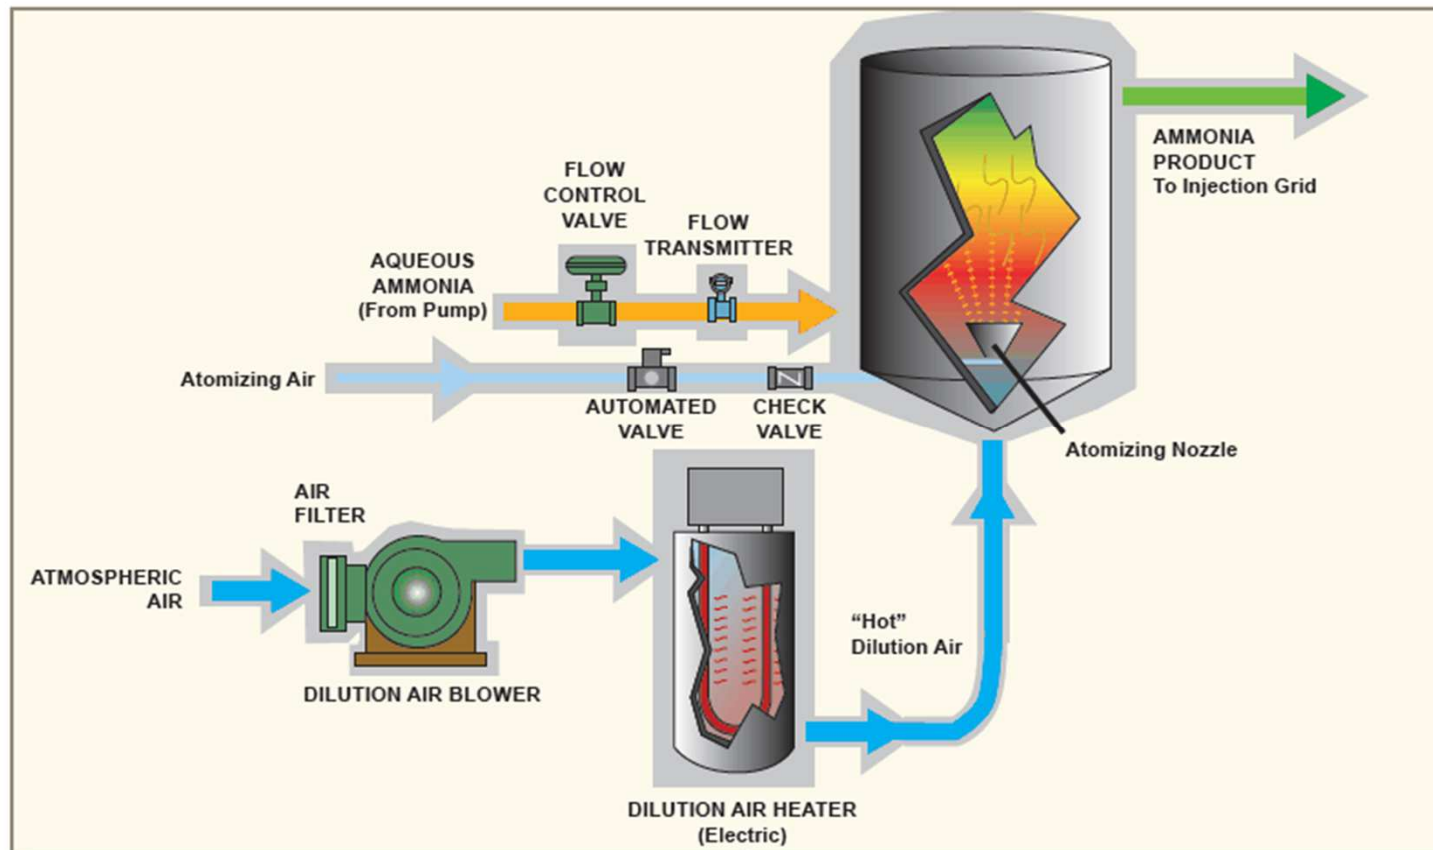 FLOW
CONTROL
VALVE
FLOW
TRANSMITTER
AQUEOUS
AMMONIA
(From Pump)
AMMONIA
PRODUCT
To Injection Grid
Atomizing Air
AUTOMATED
VALVE
CHECK
VALVE
Atomizing Nozzle
AIR
FILTER
ATMOSPHERIC
AIR
DILUTION AIR BLOWER
“Hot”
Dilution Air
DILUTION AIR HEATER
(Electric)